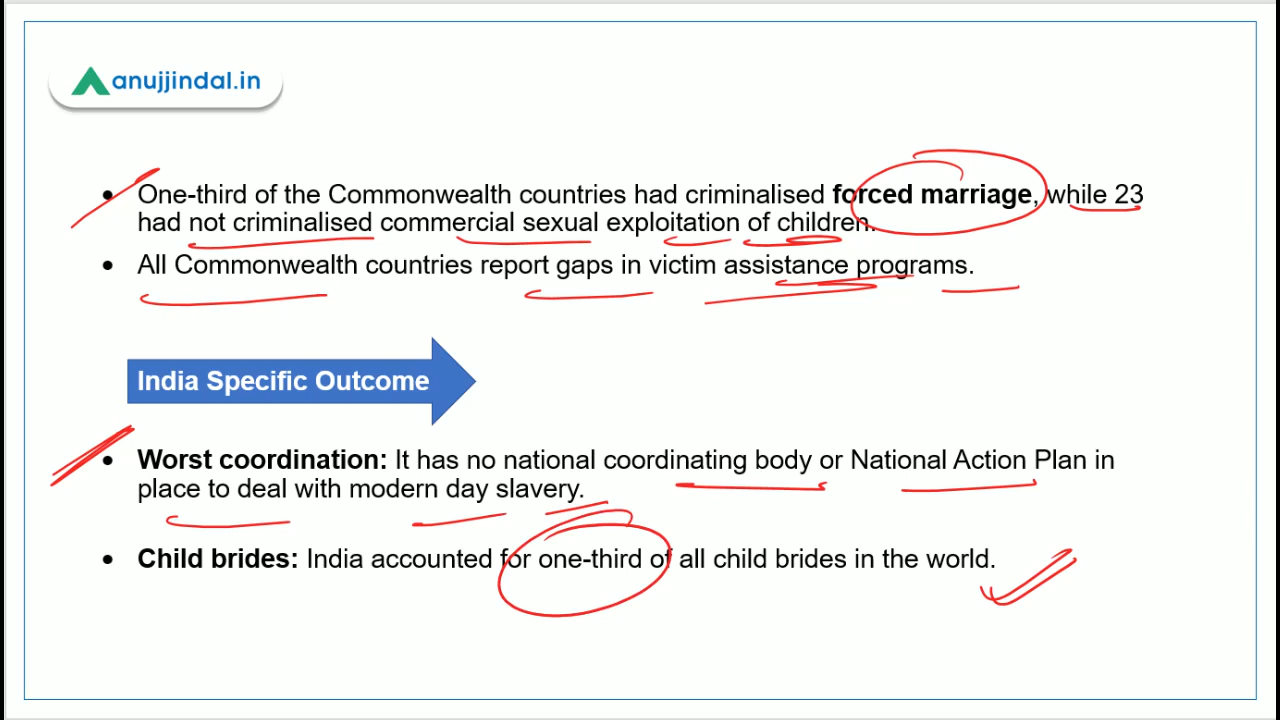 anujjindal.in
• One-third of the Commonwealth countries had criminalised forced marriage, while 23
had not criminalised commercial sexual exploitation of children.
• All Commonwealth countries report gaps in victim assistance programs.
India Specific Outcome
• Worst coordination: It has no national coordinating body or National Action Plan in
place to deal with modern day slavery.
• Child brides: India accounted for one-third of all child brides in the world.